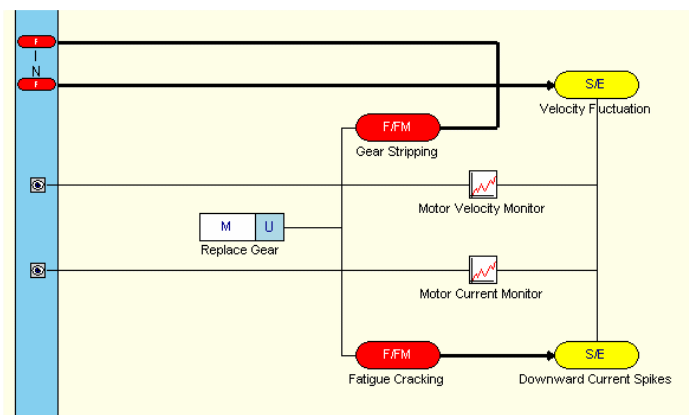 F
I
N
F
S/E
Velocity Fluctuation
F/FM
Gear Stripping
Motor Velocity Monitor
M U
Replace Gear
Motor Current Monitor
F/FM
Fatigue Cracking
S/E
Downward Current Spikes